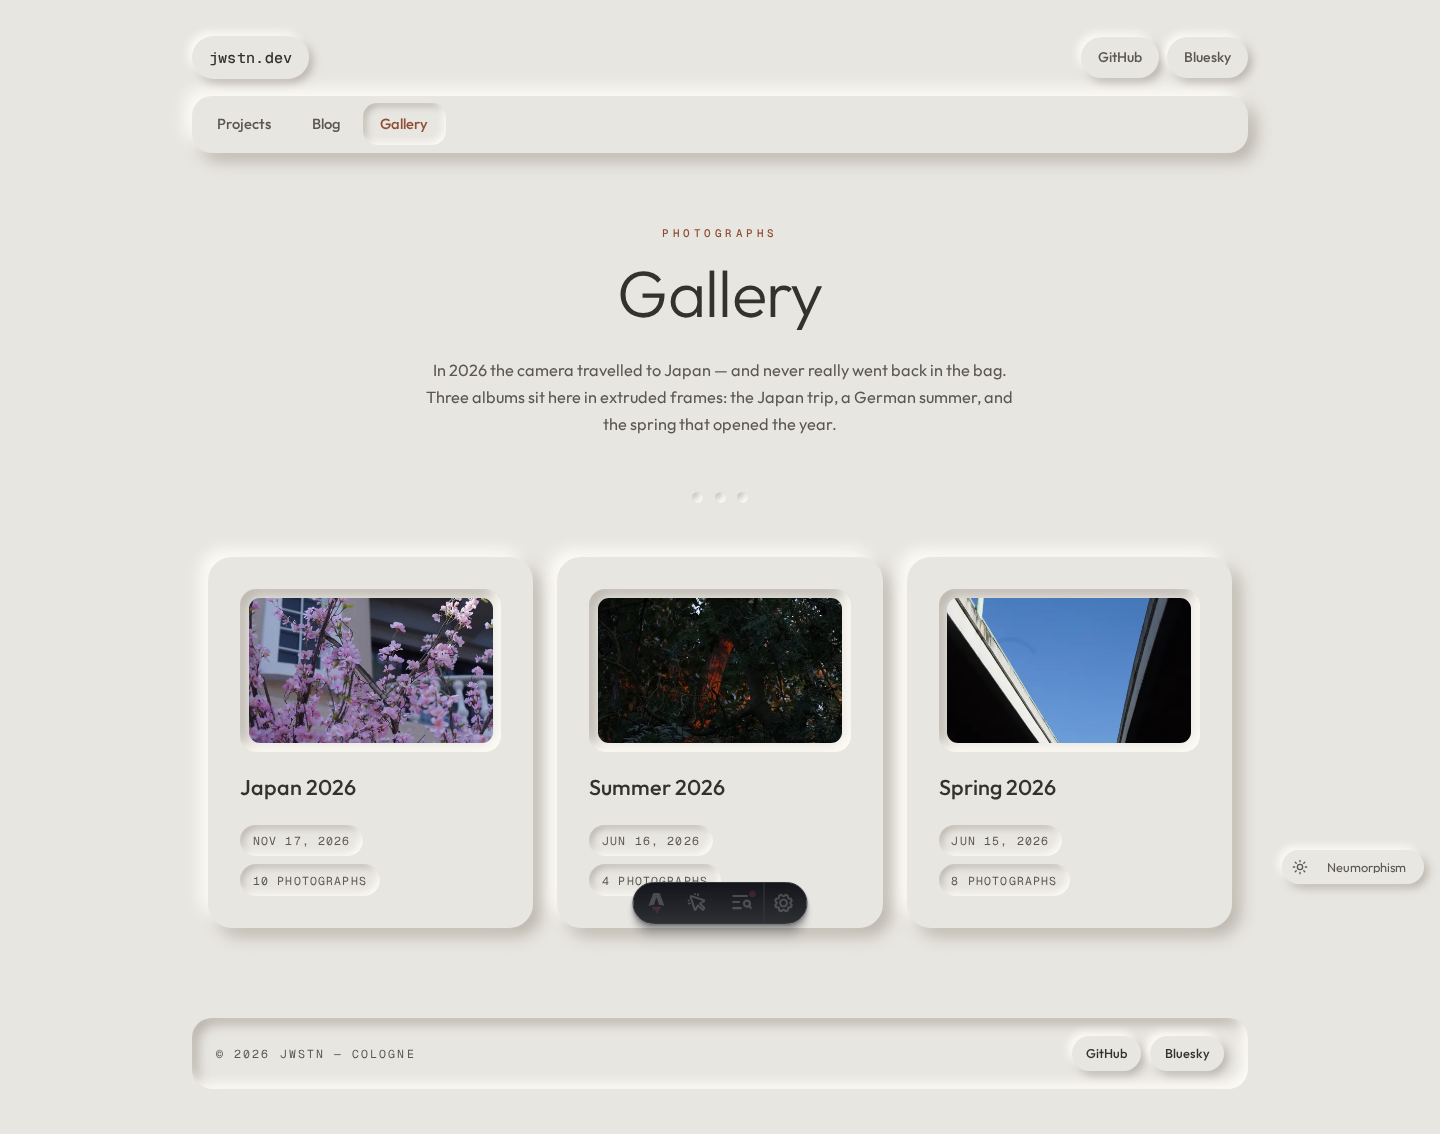 jwstn.dev
GitHub
Bluesky
Projects
Blog
Gallery
PHOTOGRAPHS
Gallery
In 2026 the camera travelled to Japan — and never really went back in the bag.
Three albums sit here in extruded frames: the Japan trip, a German summer, and
the spring that opened the year.
Japan 2026
NOV 17, 2026
10 PHOTOGRAPHS
Summer 2026
JUN 16, 2026
4 PHOTOGRAPHS
Spring 2026
JUN 15, 2026
8 PHOTOGRAPHS
Neumorphism
© 2026 JWSTN — COLOGNE
GitHub
Bluesky